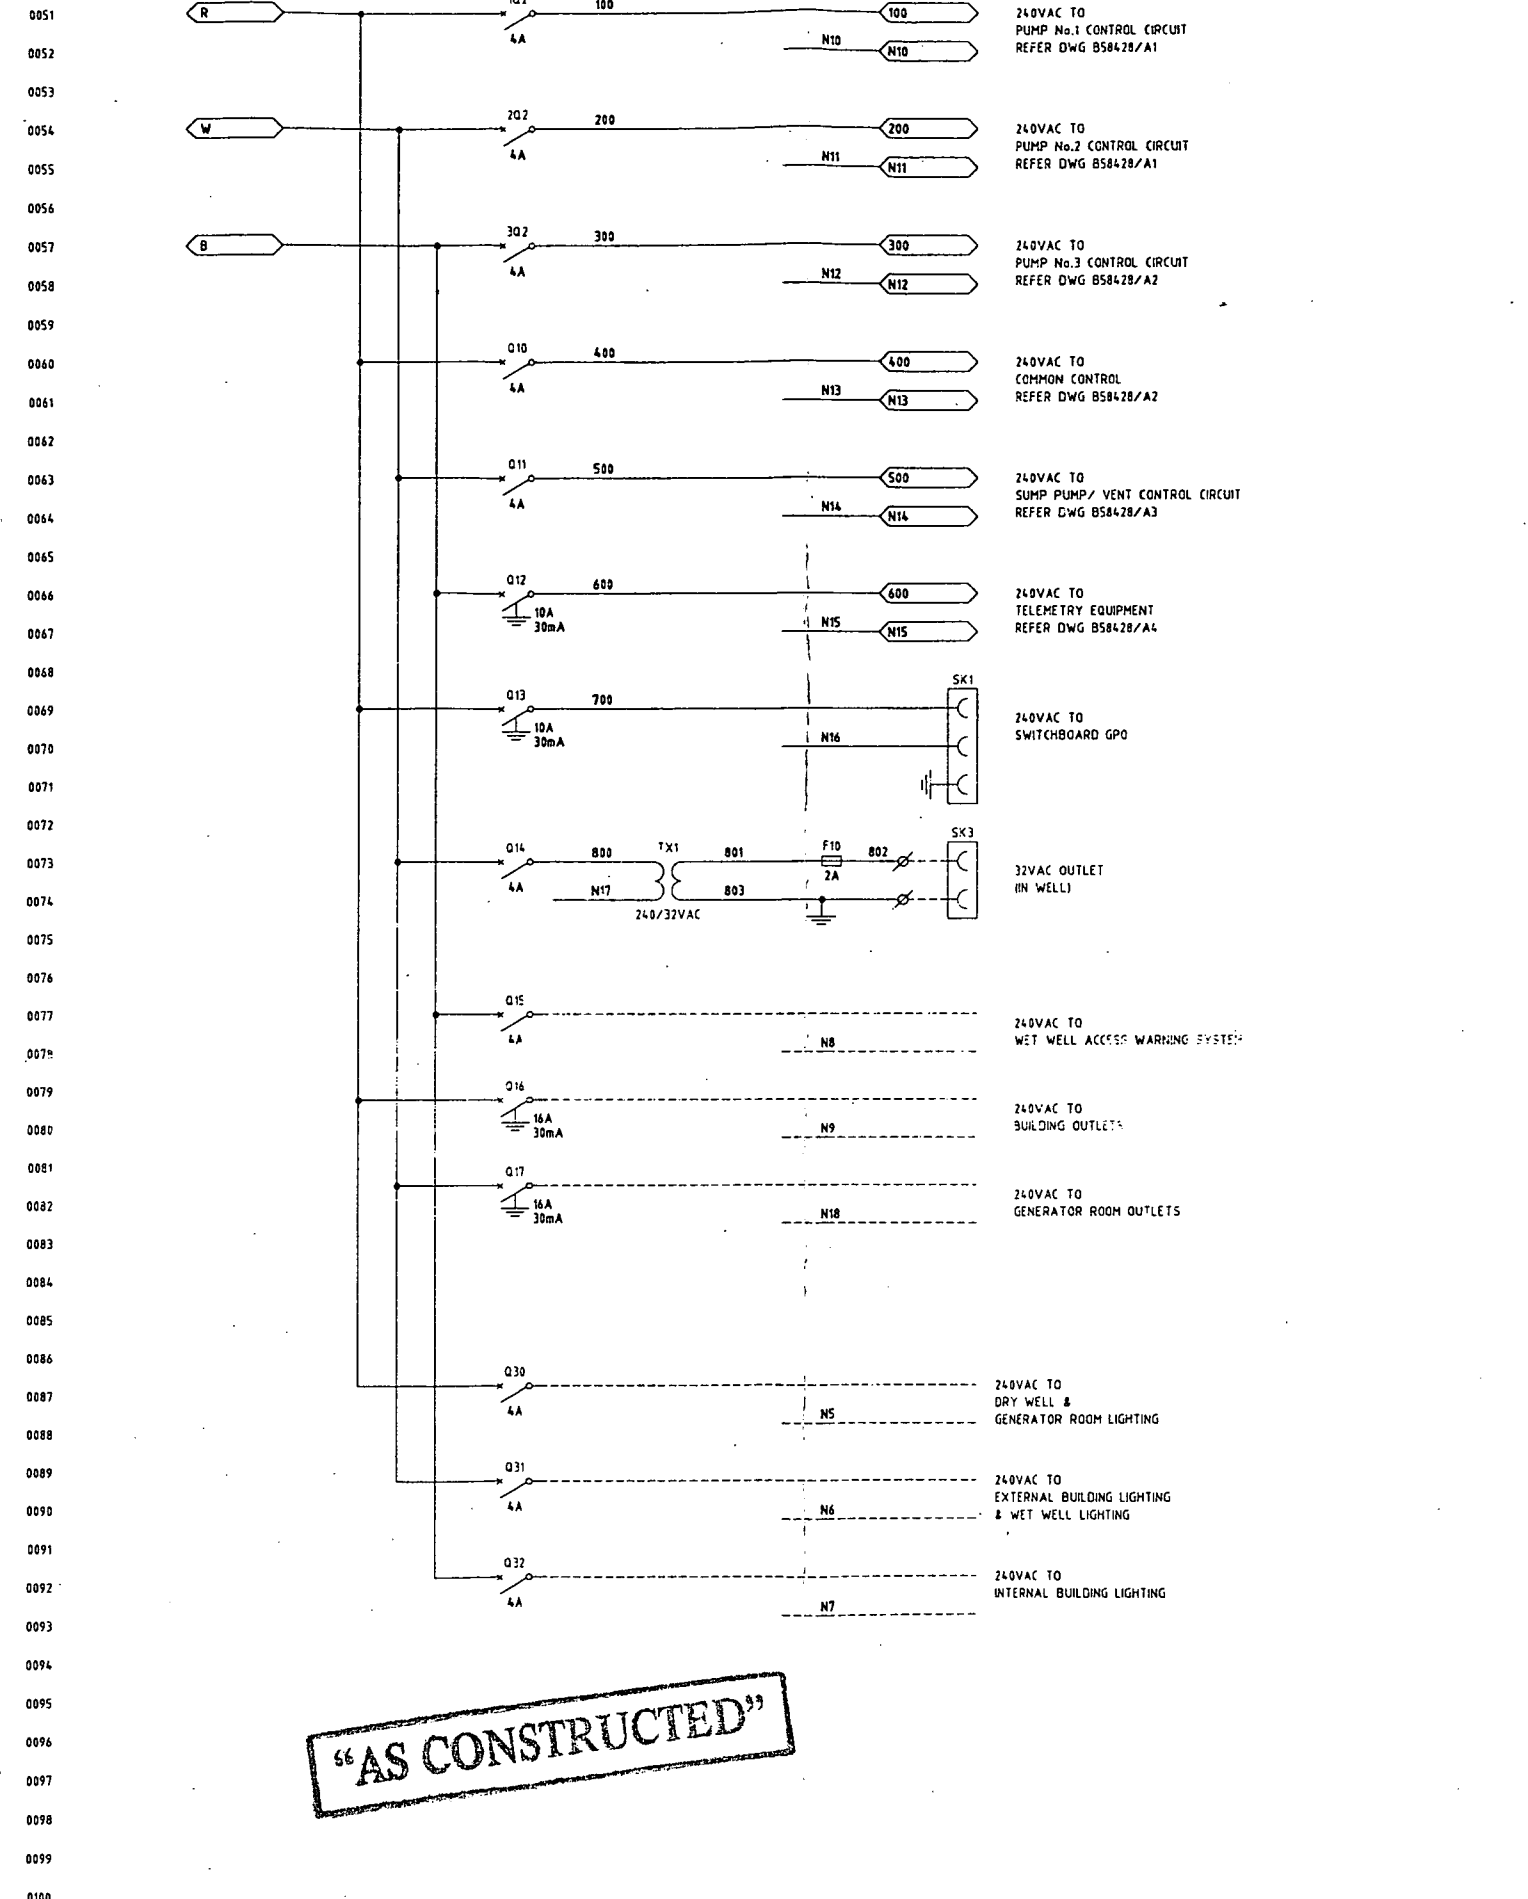 0051
R
100
100
240VAC TO
4A
PUMP No.1 CONTROL CIRCUIT
0052
N10
N10
REFER DWG B58428/A1
0053
0054
W
2Q2
200
200
240VAC TO
4A
PUMP No.2 CONTROL CIRCUIT
0055
N11
N11
REFER DWG B58428/A1
0056
0057
B
3Q2
300
300
240VAC TO
4A
PUMP No.3 CONTROL CIRCUIT
0058
N12
N12
REFER DWG B58428/A2
0059
0060
Q10
400
400
240VAC TO
4A
COMMON CONTROL
0061
N13
N13
REFER DWG B58428/A2
0062
0063
Q11
500
500
240VAC TO
4A
SUMP PUMP/ VENT CONTROL CIRCUIT
0064
N14
N14
REFER DWG B58428/A3
0065
0066
Q12
600
600
240VAC TO
10A
30mA
TELEMETRY EQUIPMENT
0067
N15
N15
REFER DWG B58428/A4
0068
SK1
0069
Q13
700
240VAC TO
10A
30mA
SWITCHBOARD GPO
0070
N16
0071
0072
SK3
0073
Q14
800
TX1
801
F10
802
32VAC OUTLET
4A
2A
(IN WELL)
0074
N17
803
240/32VAC
0075
0076
0077
Q15
240VAC TO
4A
WET WELL ACCESS WARNING SYSTEM
0078
N8
0079
Q16
240VAC TO
16A
30mA
BUILDING OUTLETS
0080
N9
0081
Q17
240VAC TO
16A
30mA
GENERATOR ROOM OUTLETS
0082
N18
0083
0084
0085
0086
Q30
240VAC TO
0087
4A
DRY WELL &
N5
GENERATOR ROOM LIGHTING
0088
0089
Q31
240VAC TO
4A
EXTERNAL BUILDING LIGHTING
0090
N6
& WET WELL LIGHTING
0091
Q32
240VAC TO
0092
4A
INTERNAL BUILDING LIGHTING
N7
0093
0094
0095
0096
0097
0098
0099
0100
“AS CONSTRUCTED”